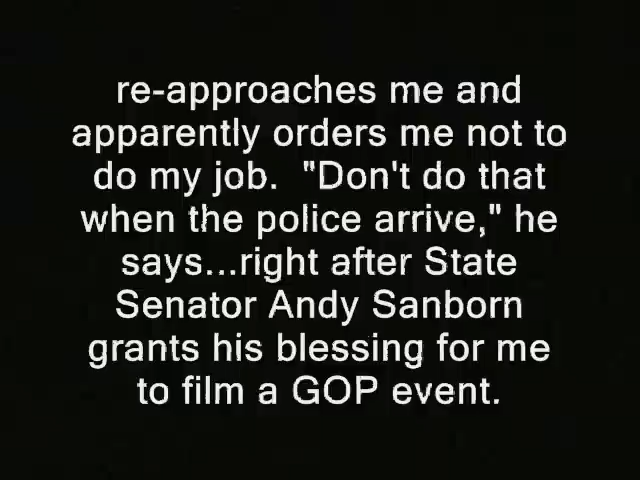 re-approaches me and
apparently orders me not to
do my job.  "Don't do that
when the police arrive," he
says...right after State
Senator Andy Sanborn
grants his blessing for me
to film a GOP event.